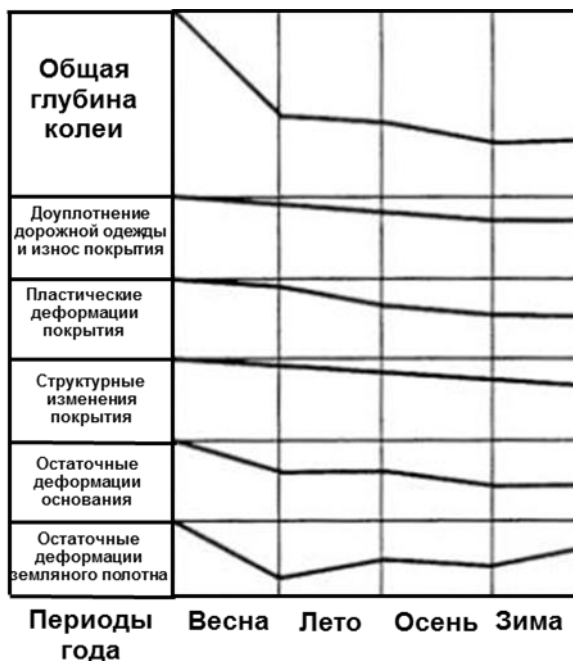 Общая
глубина
колеи
Доуплотнение
дорожной одежды
и износ покрытия
Пластические
деформации
покрытия
Структурные
изменения
покрытия
Остаточные
деформации
основания
Остаточные
деформации
земляного полотна
Периоды
года
Весна
Лето
Осень
Зима